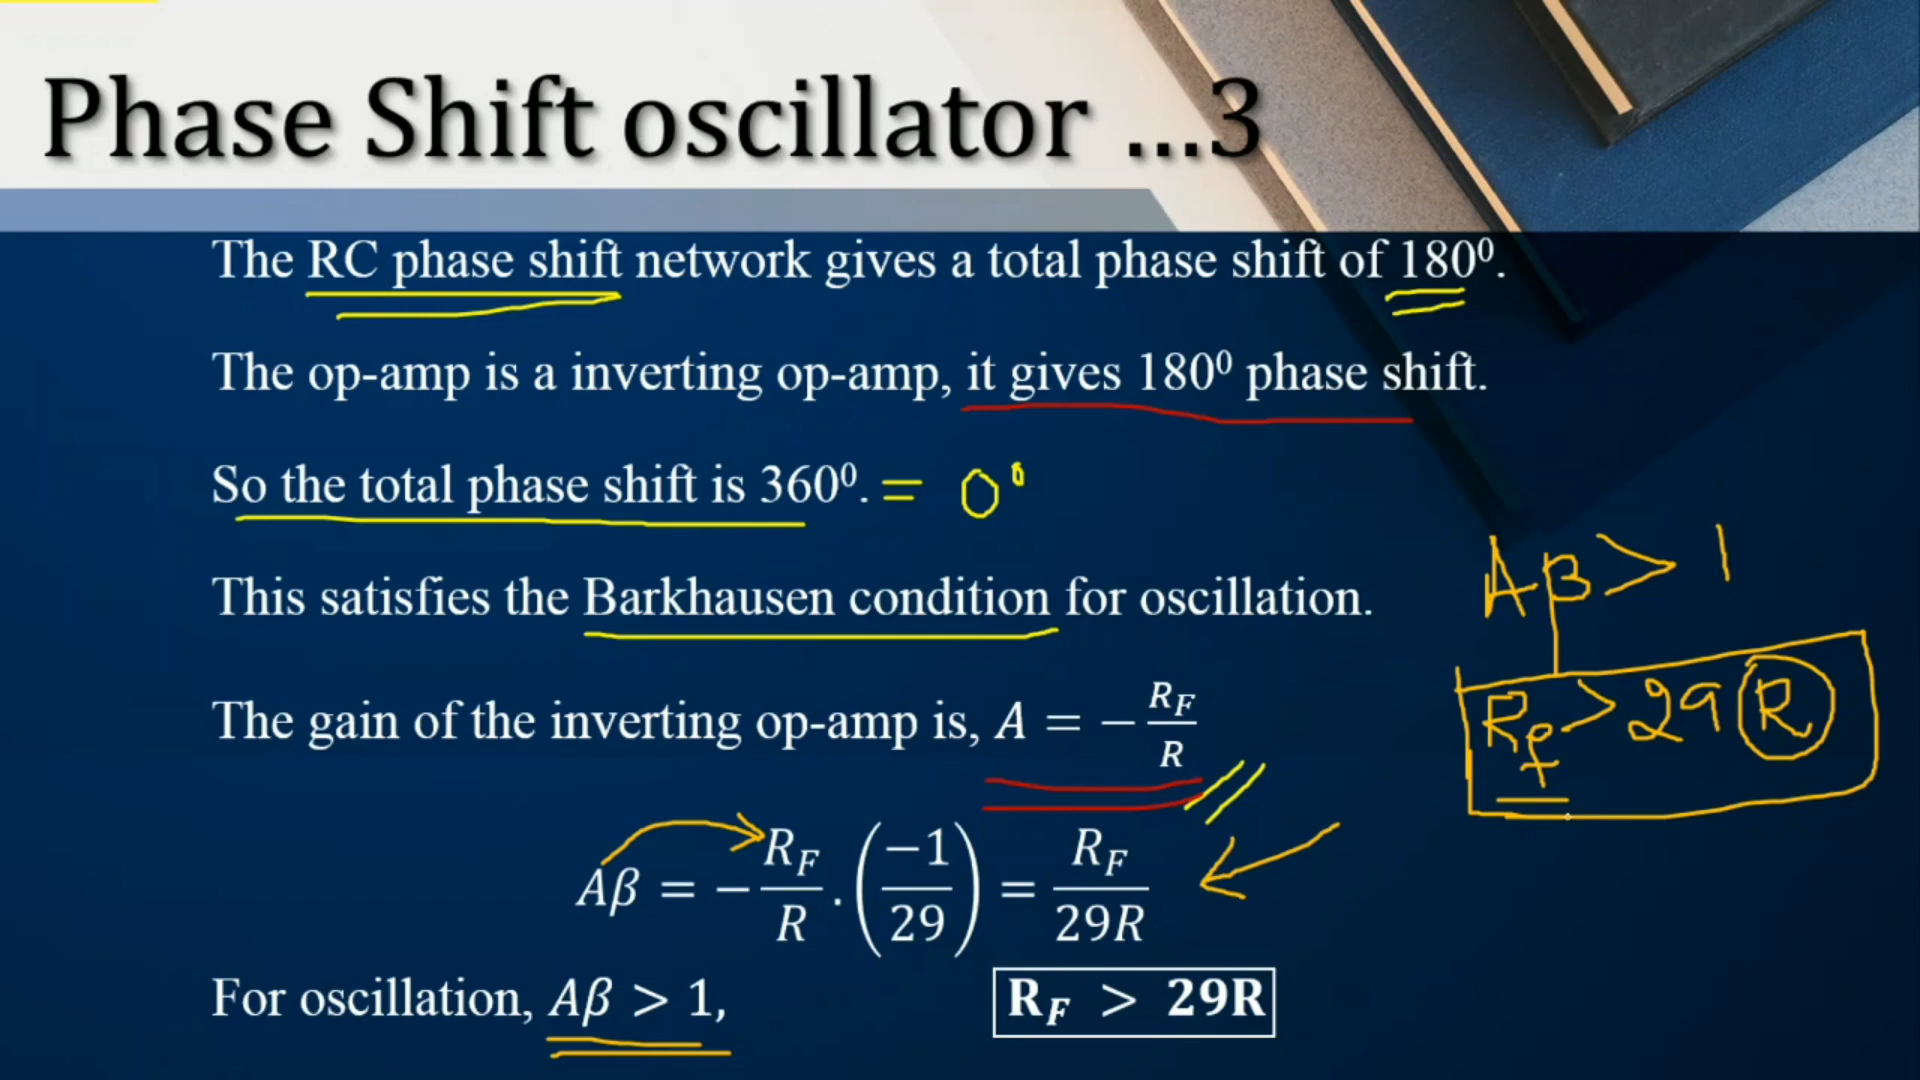 Phase Shift oscillator ...3
The RC phase shift network gives a total phase shift of 180⁰.
The op-amp is a inverting op-amp, it gives 180⁰ phase shift.
So the total phase shift is 360⁰. = 0°
This satisfies the Barkhausen condition for oscillation.
Aβ > 1
The gain of the inverting op-amp is, A = −R_F/R
R_f > 29 R
Aβ = −R_F/R . (−1/29) = R_F/29R
For oscillation, Aβ > 1, R_F > 29R